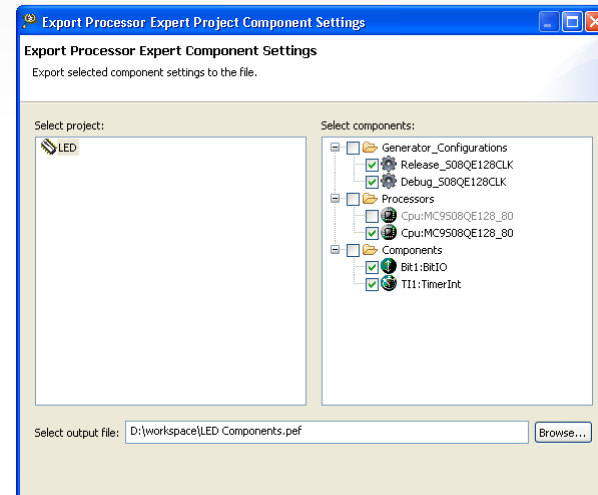 Export Processor Expert Project Component Settings
Export Processor Expert Component Settings
Export selected component settings to the file.
Select project:
LED
Select components:
Generator_Configurations
Release_S08QE128CLK
Debug_S08QE128CLK
Processors
Cpu:MC9S08QE128_80
Cpu:MC9S08QE128_80
Components
Bit1:BitIO
TI1:TimerInt
Select output file: D:\workspace\LED Components.pef Browse...